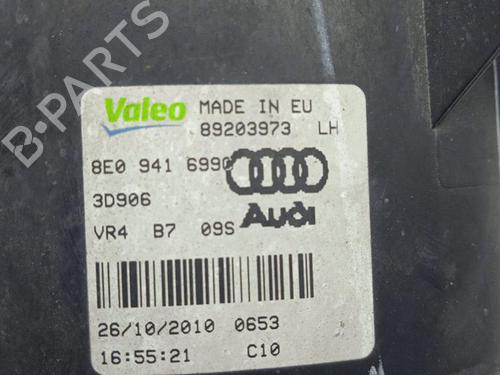 Valeo MADE IN EU
89203973 LH
8E0 941 699
3D906
Audi
VR4 B7 09S
26/10/2010 0653
16:55:21 C10
B-PARTS